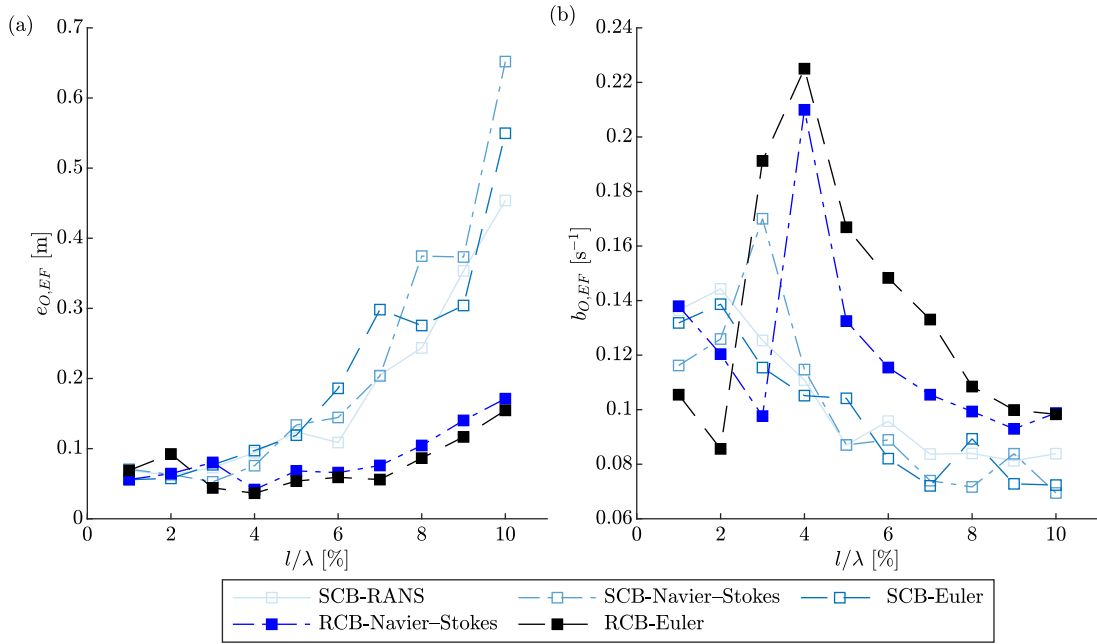 (a)
0.7
0.6
0.5
0.4
0.3
0.2
0.1
0
e_{O,EF} [m]
0 2 4 6 8 10
l/λ [%]
(b)
0.24
0.22
0.2
0.18
0.16
0.14
0.12
0.1
0.08
0.06
b_{O,EF} [s⁻¹]
0 2 4 6 8 10
l/λ [%]
SCB-RANS SCB-Navier–Stokes SCB-Euler
RCB-Navier–Stokes RCB-Euler